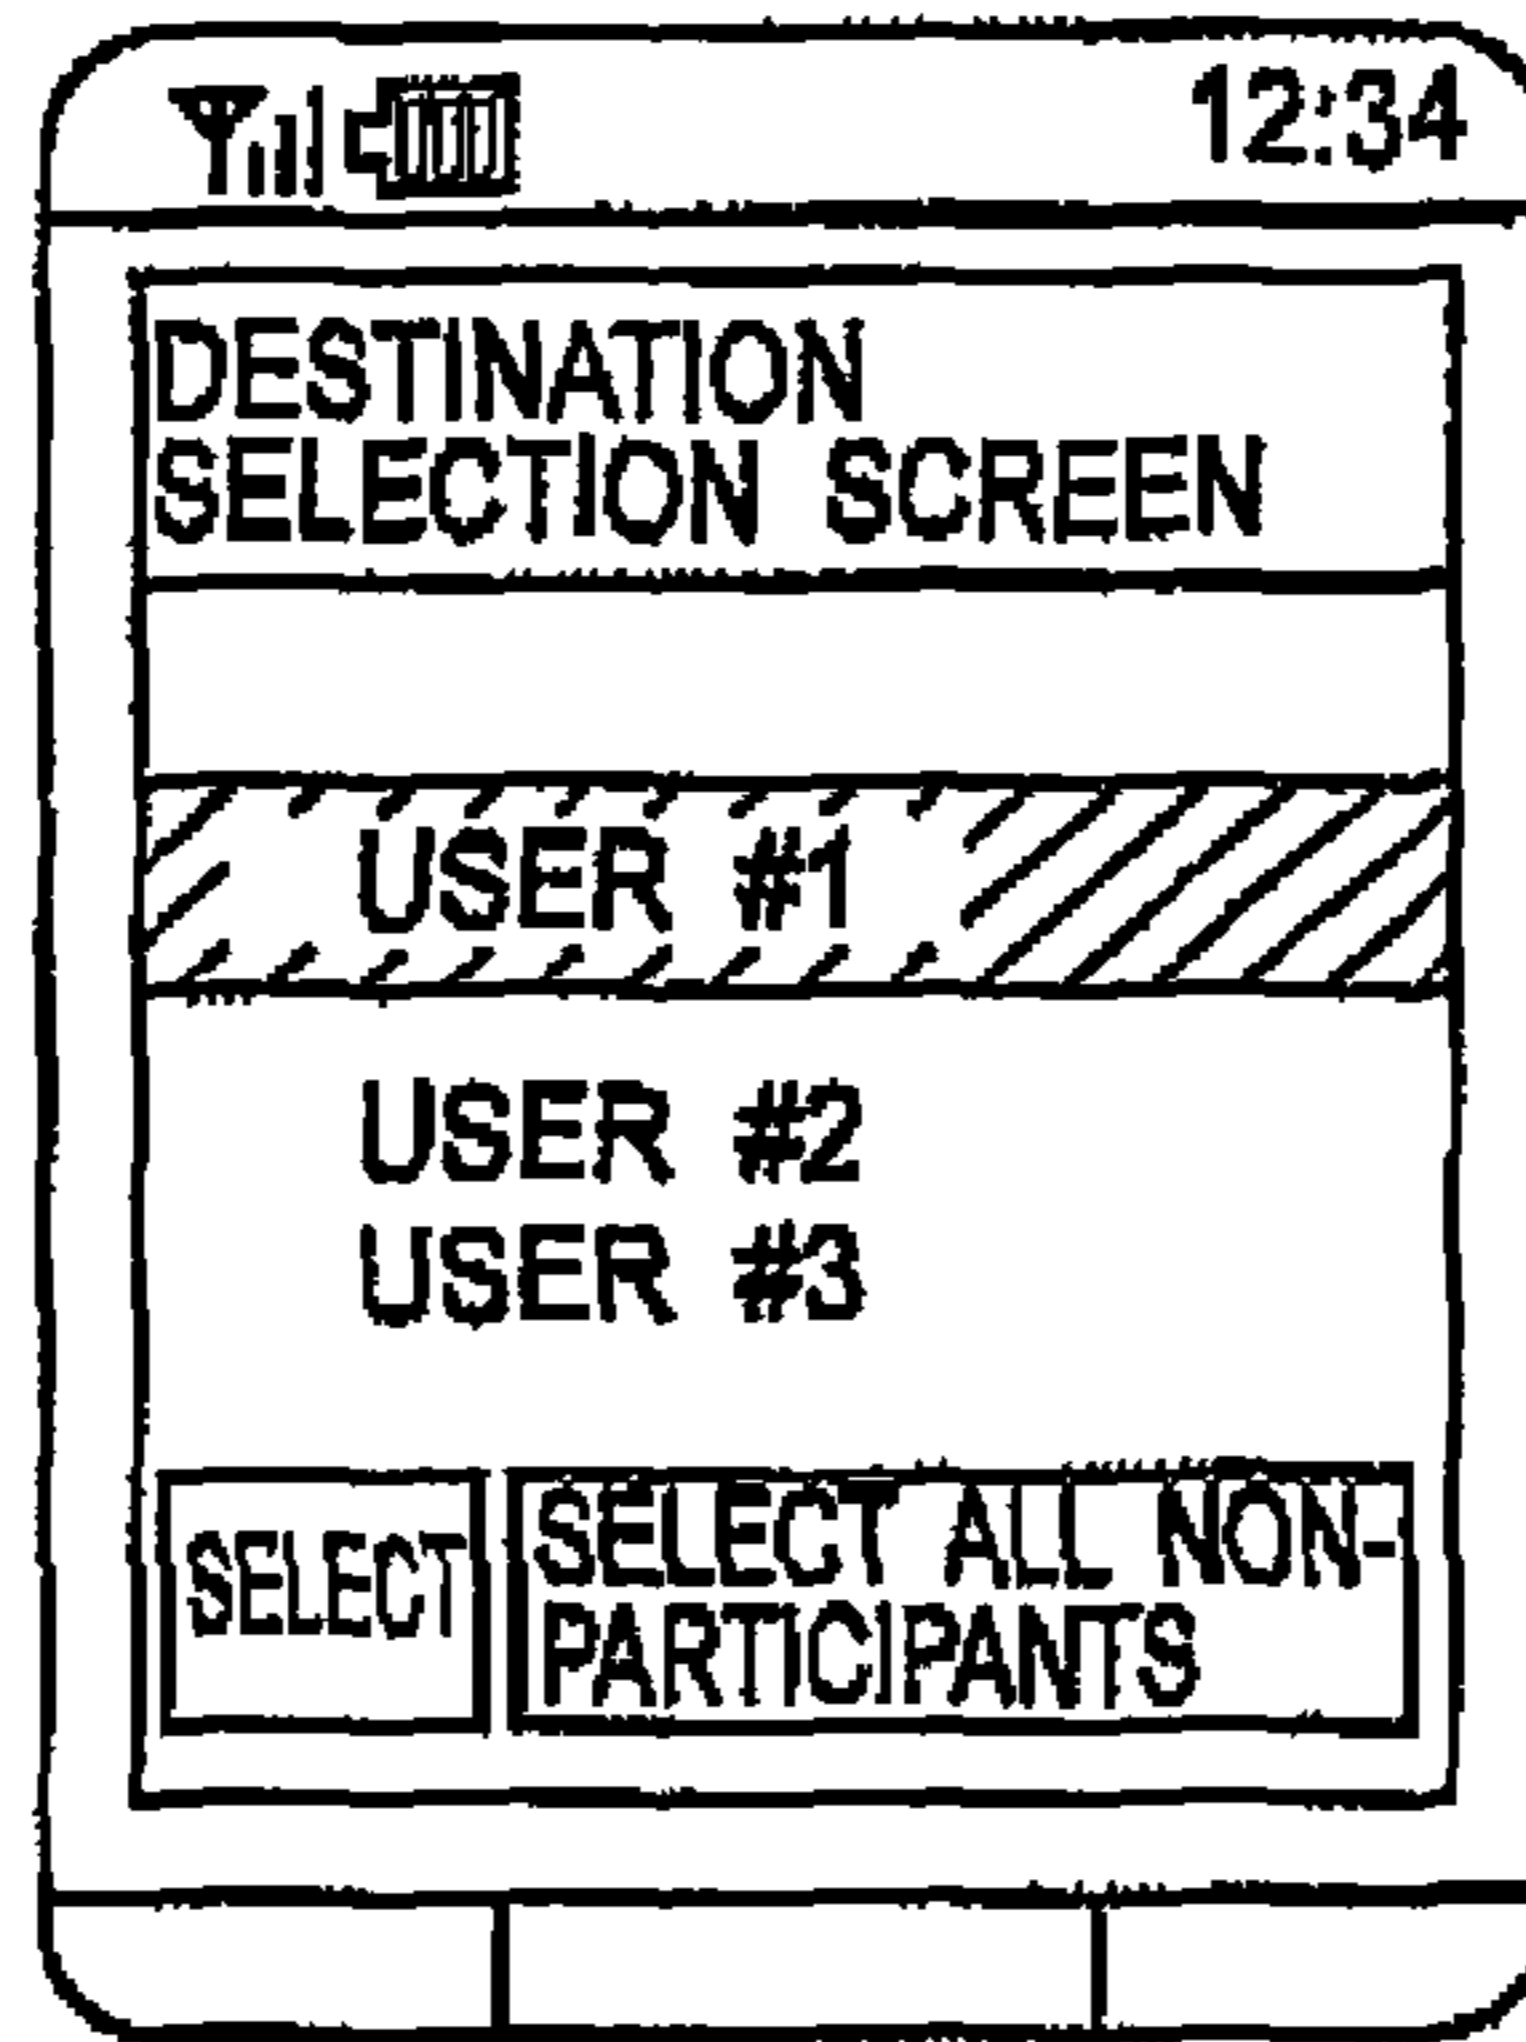 12:34
DESTINATION
SELECTION SCREEN
USER #1
USER #2
USER #3
SELECT
SELECT ALL NON-
PARTICIPANTS